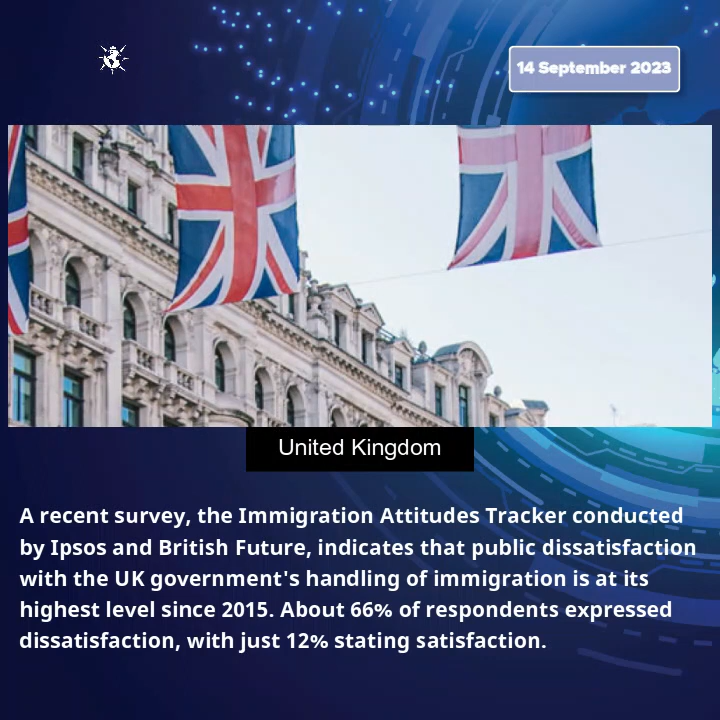 14 September 2023
United Kingdom
A recent survey, the Immigration Attitudes Tracker conducted
by Ipsos and British Future, indicates that public dissatisfaction
with the UK government's handling of immigration is at its
highest level since 2015. About 66% of respondents expressed
dissatisfaction, with just 12% stating satisfaction.